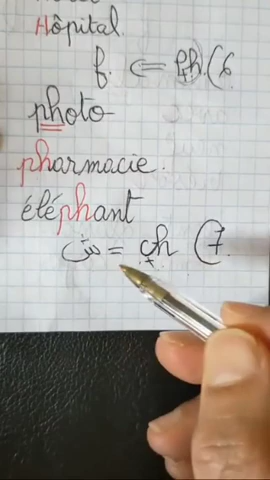 Hôpital.
f. ⇐ ph. (6
photo
pharmacie.
éléphant
ش = ch (7.